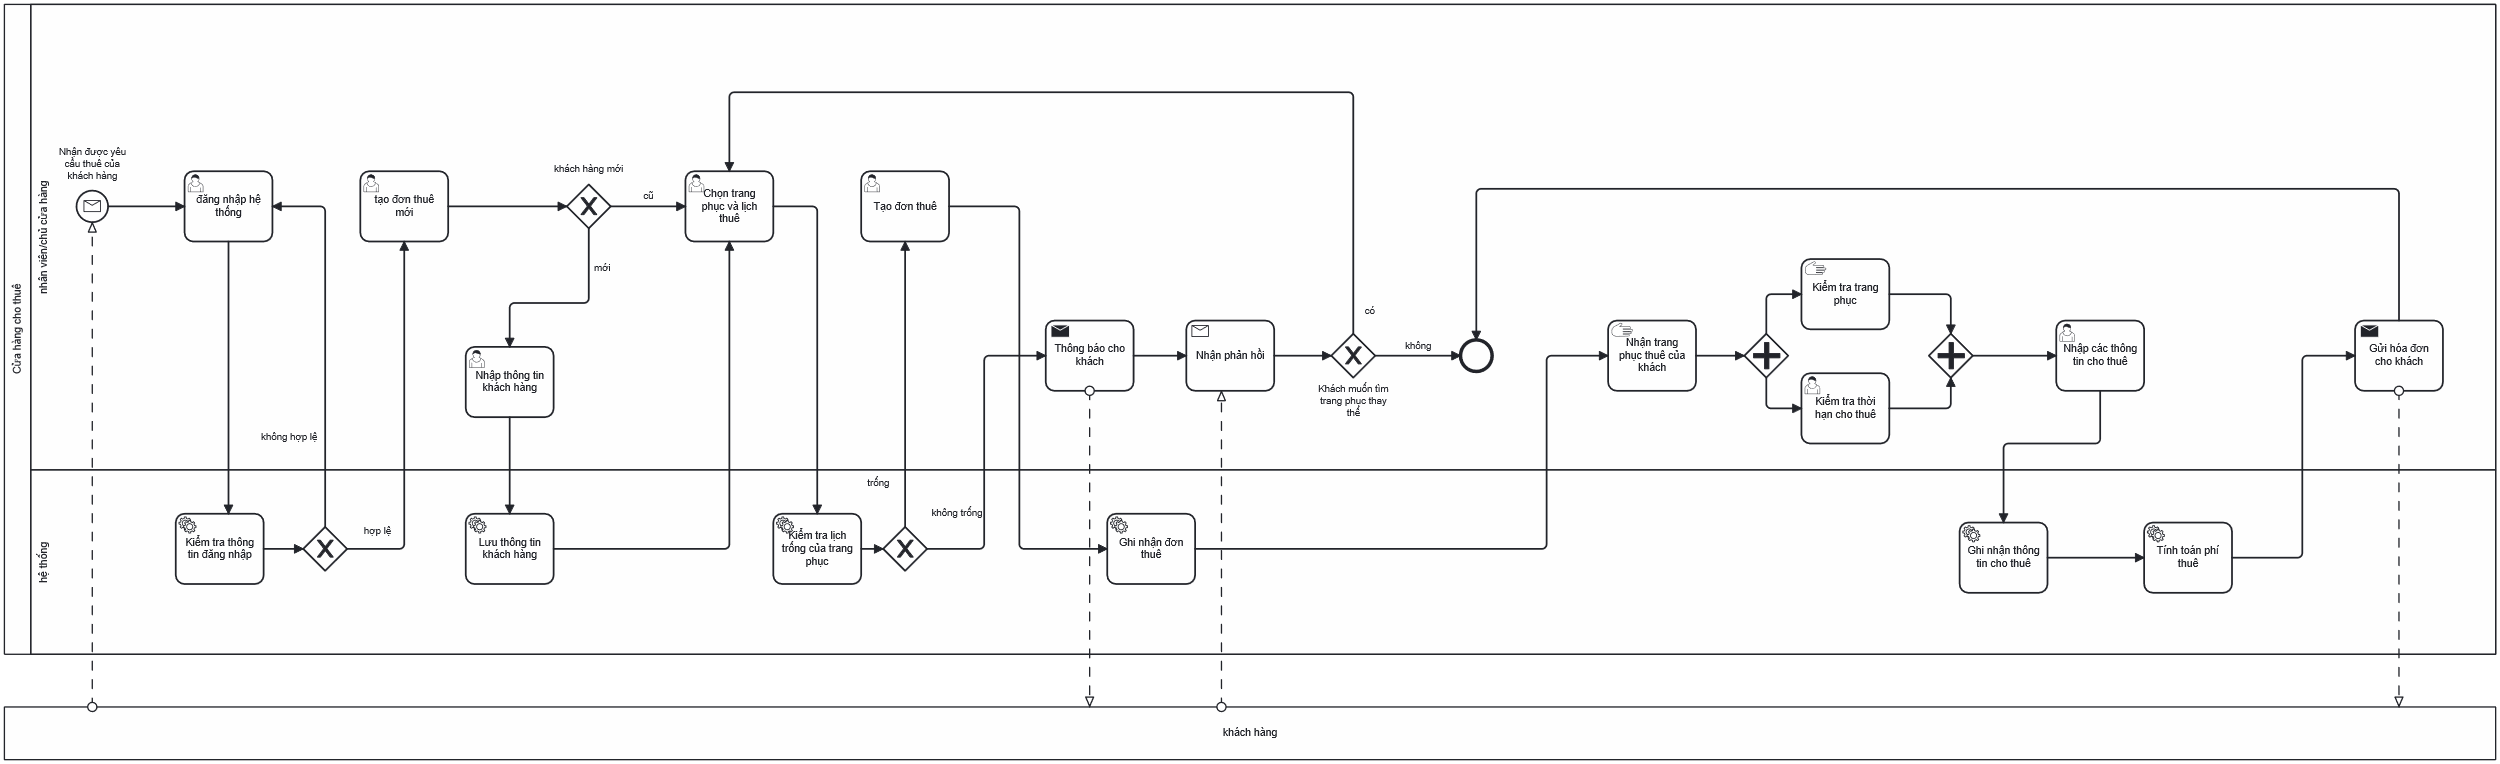 Cửa hàng cho thuê
nhân viên/chủ cửa hàng
Nhận được yêu
cầu thuê của
khách hàng
đăng nhập hệ
thống
tạo đơn thuê
mới
khách hàng mới
cũ
mới
Chọn trang
phục và lịch
thuê
Tạo đơn thuê
Nhập thông tin
khách hàng
không hợp lệ
Thông báo cho
khách
Nhận phản hồi
có
không
Khách muốn tìm
trang phục thay
thế
Nhận trang
phục thuê của
khách
Kiểm tra trang
phục
Kiểm tra thời
hạn cho thuê
Nhập các thông
tin cho thuê
Gửi hóa đơn
cho khách
hệ thống
Kiểm tra thông
tin đăng nhập
hợp lệ
Lưu thông tin
khách hàng
Kiểm tra lịch
trống của trang
phục
trống
không trống
Ghi nhận đơn
thuê
Ghi nhận thông
tin cho thuê
Tính toán phí
thuê
khách hàng